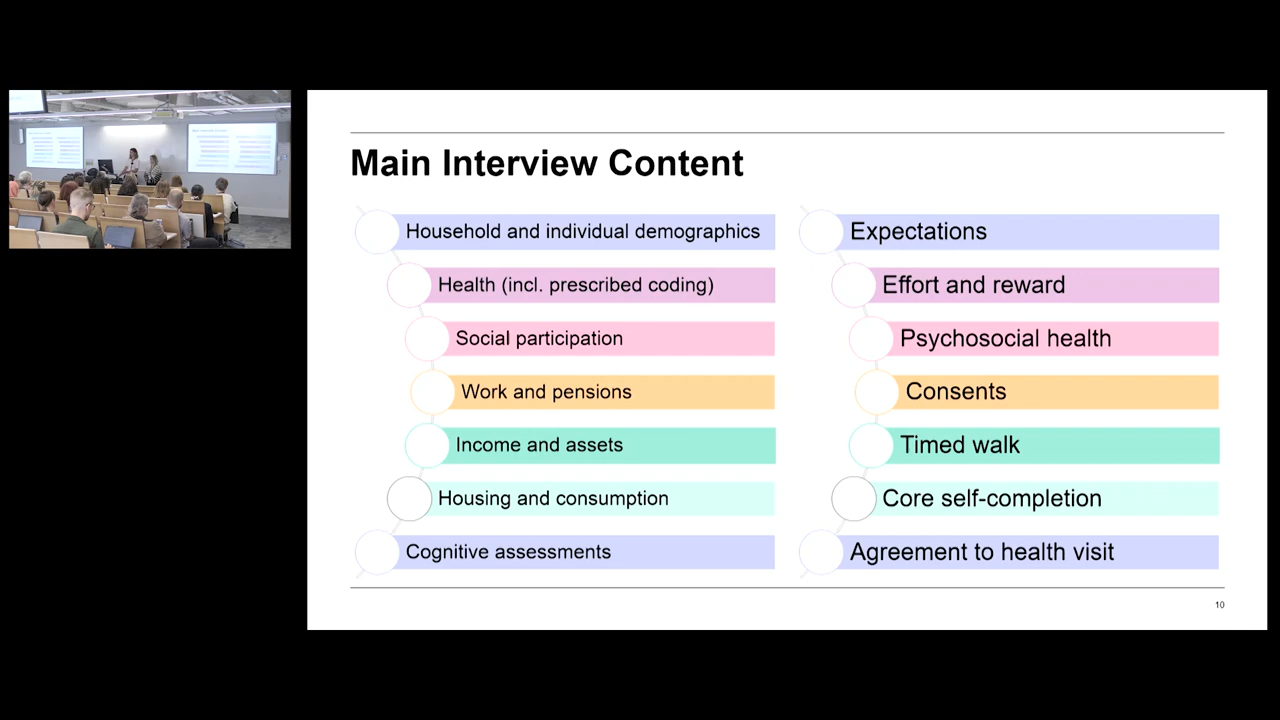 Main Interview Content
Household and individual demographics
Health (incl. prescribed coding)
Social participation
Work and pensions
Income and assets
Housing and consumption
Cognitive assessments
Expectations
Effort and reward
Psychosocial health
Consents
Timed walk
Core self-completion
Agreement to health visit
10